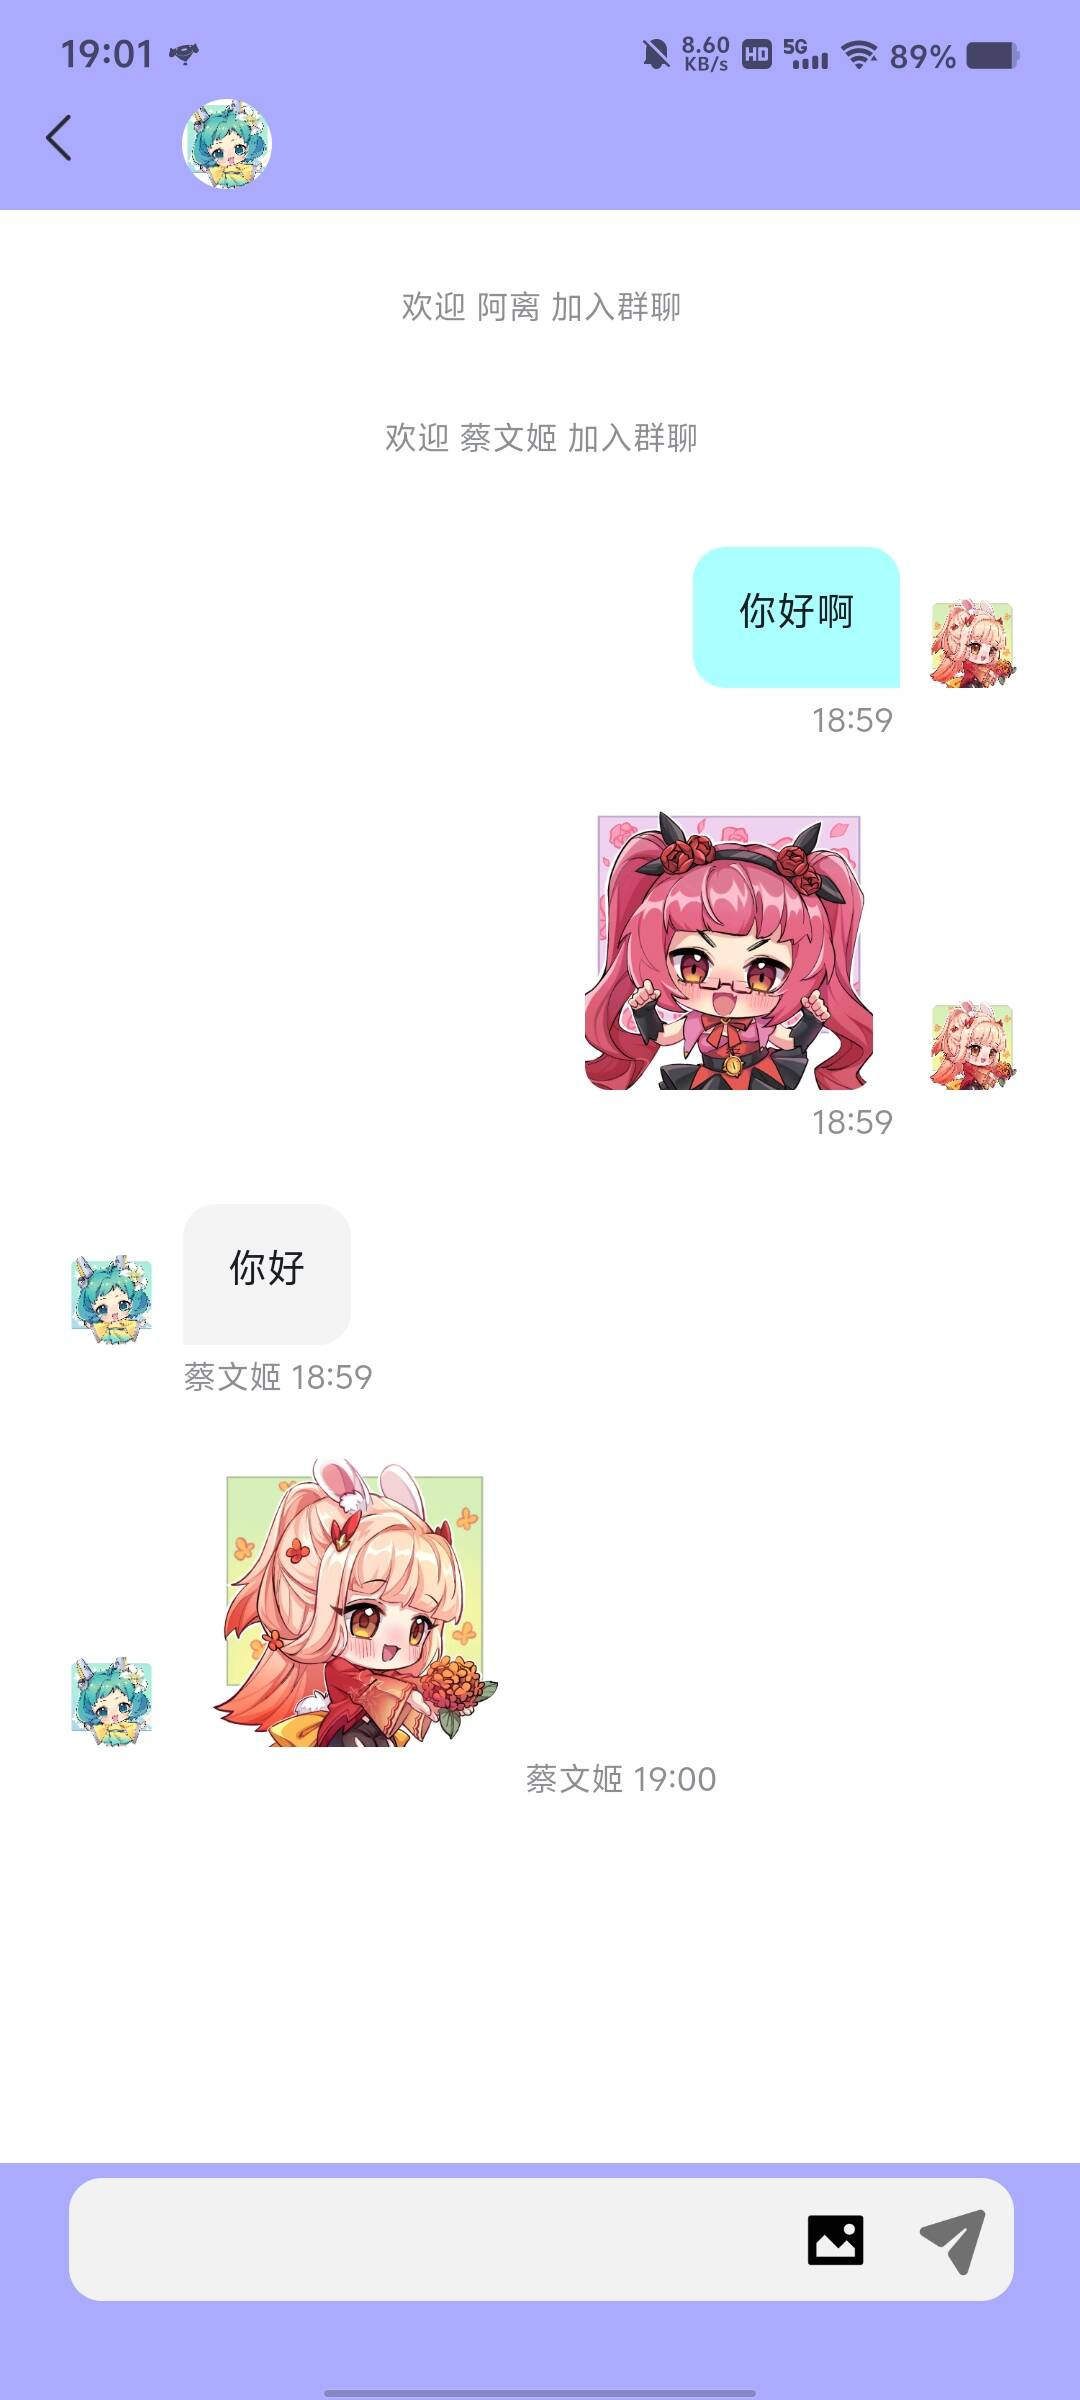 19:01
8.60 KB/s HD 5G 89%
欢迎 阿离 加入群聊
欢迎 蔡文姬 加入群聊
你好啊
18:59
18:59
你好
蔡文姬 18:59
蔡文姬 19:00